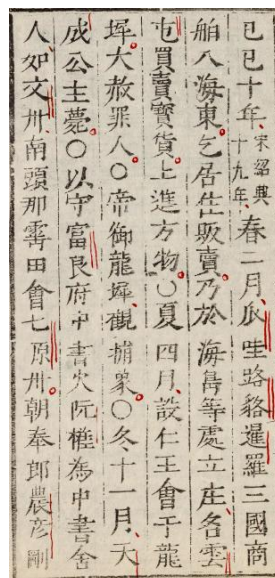 己巳十年宋紹興十九年春二月爪哇路貉暹羅三國商
舶入海東乞居住販賣乃於海島等處立庄名雲
屯買賣寶貨上進方物○夏四月設仁王會于龍
墀大赦罪人○帝御龍墀觀捕象○冬十一月天
成公主薨○以守富良府中書火阮權為中書舍
人如文州南頭那雩田會七原州朝奉郎農彥剛